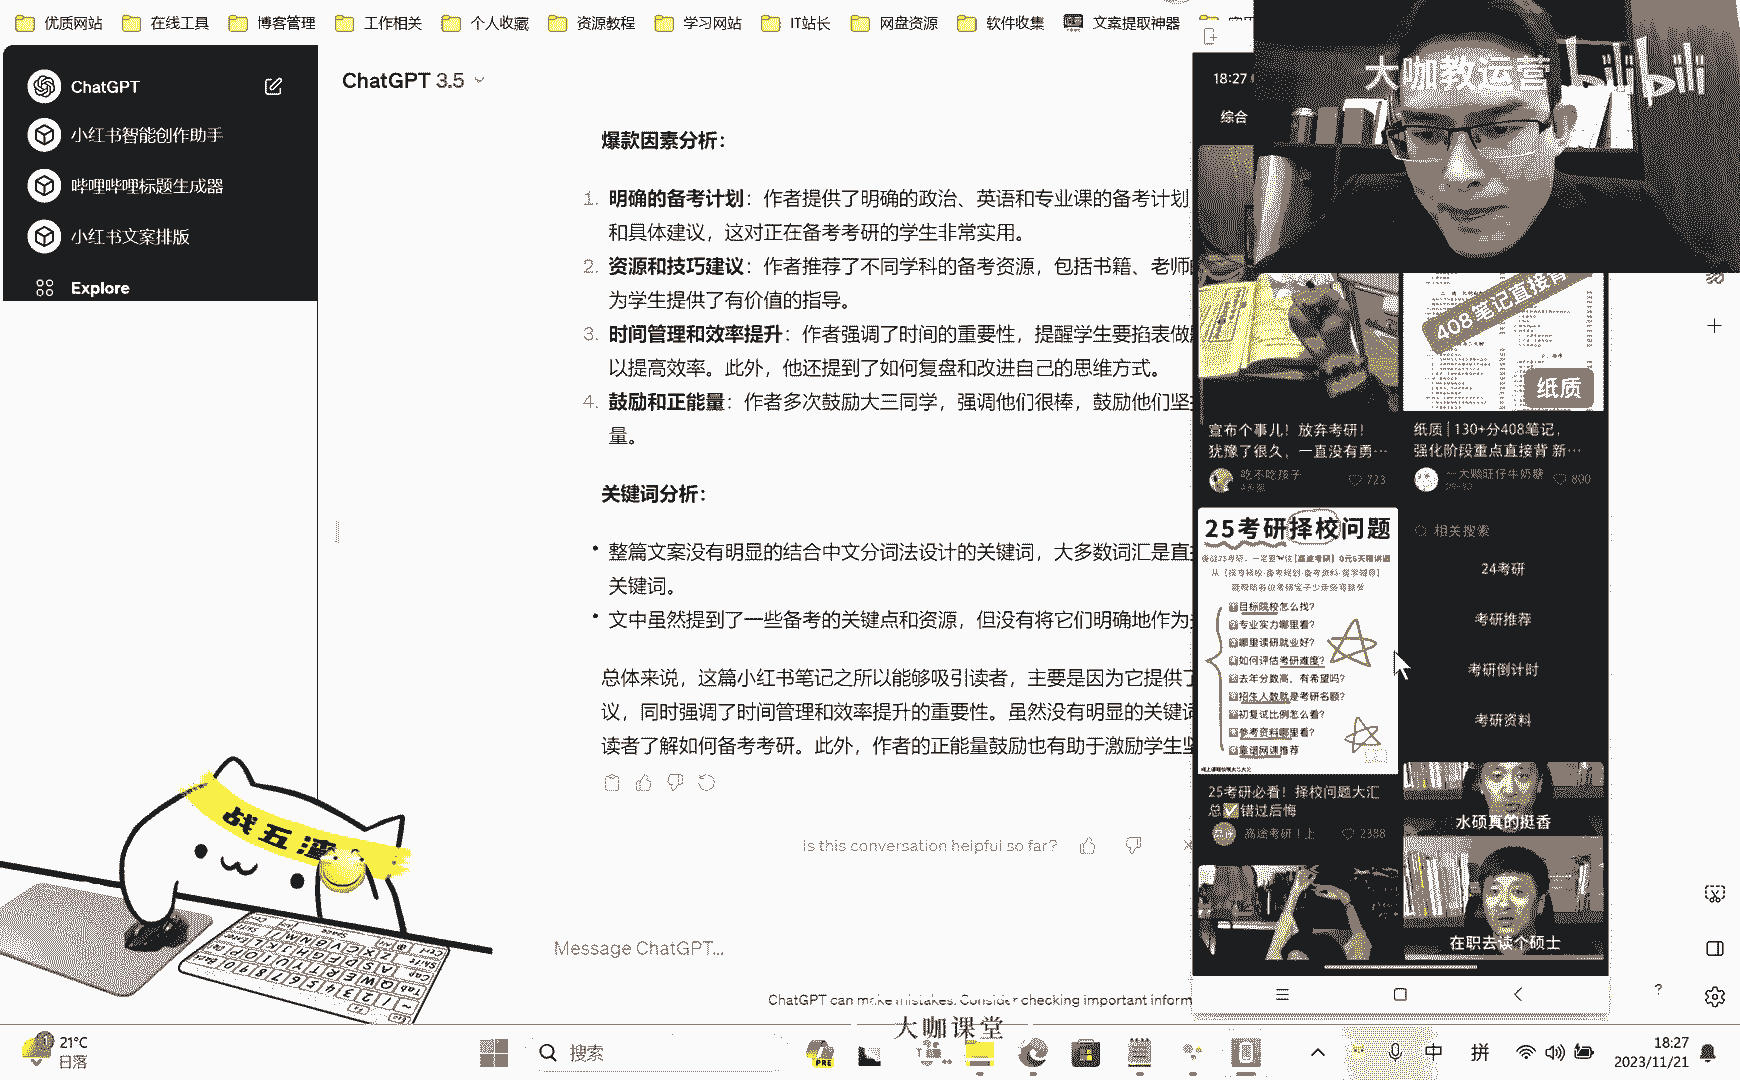 优质网站 在线工具 博客管理 工作相关 个人收藏 资源教程 学习网站 IT站长 网盘资源 软件收集 文案提取神器
ChatGPT
小红书智能创作助手
哔哩哔哩标题生成器
小红书文案排版
Explore
ChatGPT 3.5
爆款因素分析：
1. 明确的备考计划：作者提供了明确的政治、英语和专业课的备考计划
和具体建议，这对正在备考考研的学生非常实用。
2. 资源和技巧建议：作者推荐了不同学科的备考资源，包括书籍、老师
为学生提供了有价值的指导。
3. 时间管理和效率提升：作者强调了时间的重要性，提醒学生要掐表做
以提高效率。此外，他还提到了如何复盘和改进自己的思维方式。
4. 鼓励和正能量：作者多次鼓励大三同学，强调他们很棒，鼓励他们坚
量。
关键词分析：
• 整篇文案没有明显的结合中文分词法设计的关键词，大多数词汇是直
关键词。
• 文中虽然提到了一些备考的关键点和资源，但没有将它们明确地作为
总体来说，这篇小红书笔记之所以能够吸引读者，主要是因为它提供了
议，同时强调了时间管理和效率提升的重要性。虽然没有明显的关键词
读者了解如何备考考研。此外，作者的正能量鼓励也有助于激励学生坚
Is this conversation helpful so far?
Message ChatGPT...
ChatGPT can make mistakes. Consider checking important inform
大咖课堂
战五渣
大咖教运营 bilibili
18:27
综合
408笔记直接背
纸质
宣布个事儿！放弃考研！
犹豫了很久，一直没有勇…
吃不吃孩子
723
纸质 | 130+分408笔记，
强化阶段重点直接背 新…
一大颗旺仔牛奶糖
800
25考研择校问题
目标院校怎么找?
专业实力哪里看?
哪里读研就业好?
如何评估考研难度?
去年分数高，有希望吗?
招生人数就是考研名额?
初复试比例怎么看?
参考资料哪里看?
靠谱网课推荐
25考研必看！择校问题大汇
总✅错过后悔
高途考研！上
2388
相关搜索
24考研
考研推荐
考研倒计时
考研资料
水硕真的挺香
在职去读个硕士
21°C
日落
搜索
PRE
中 拼
18:27
2023/11/21